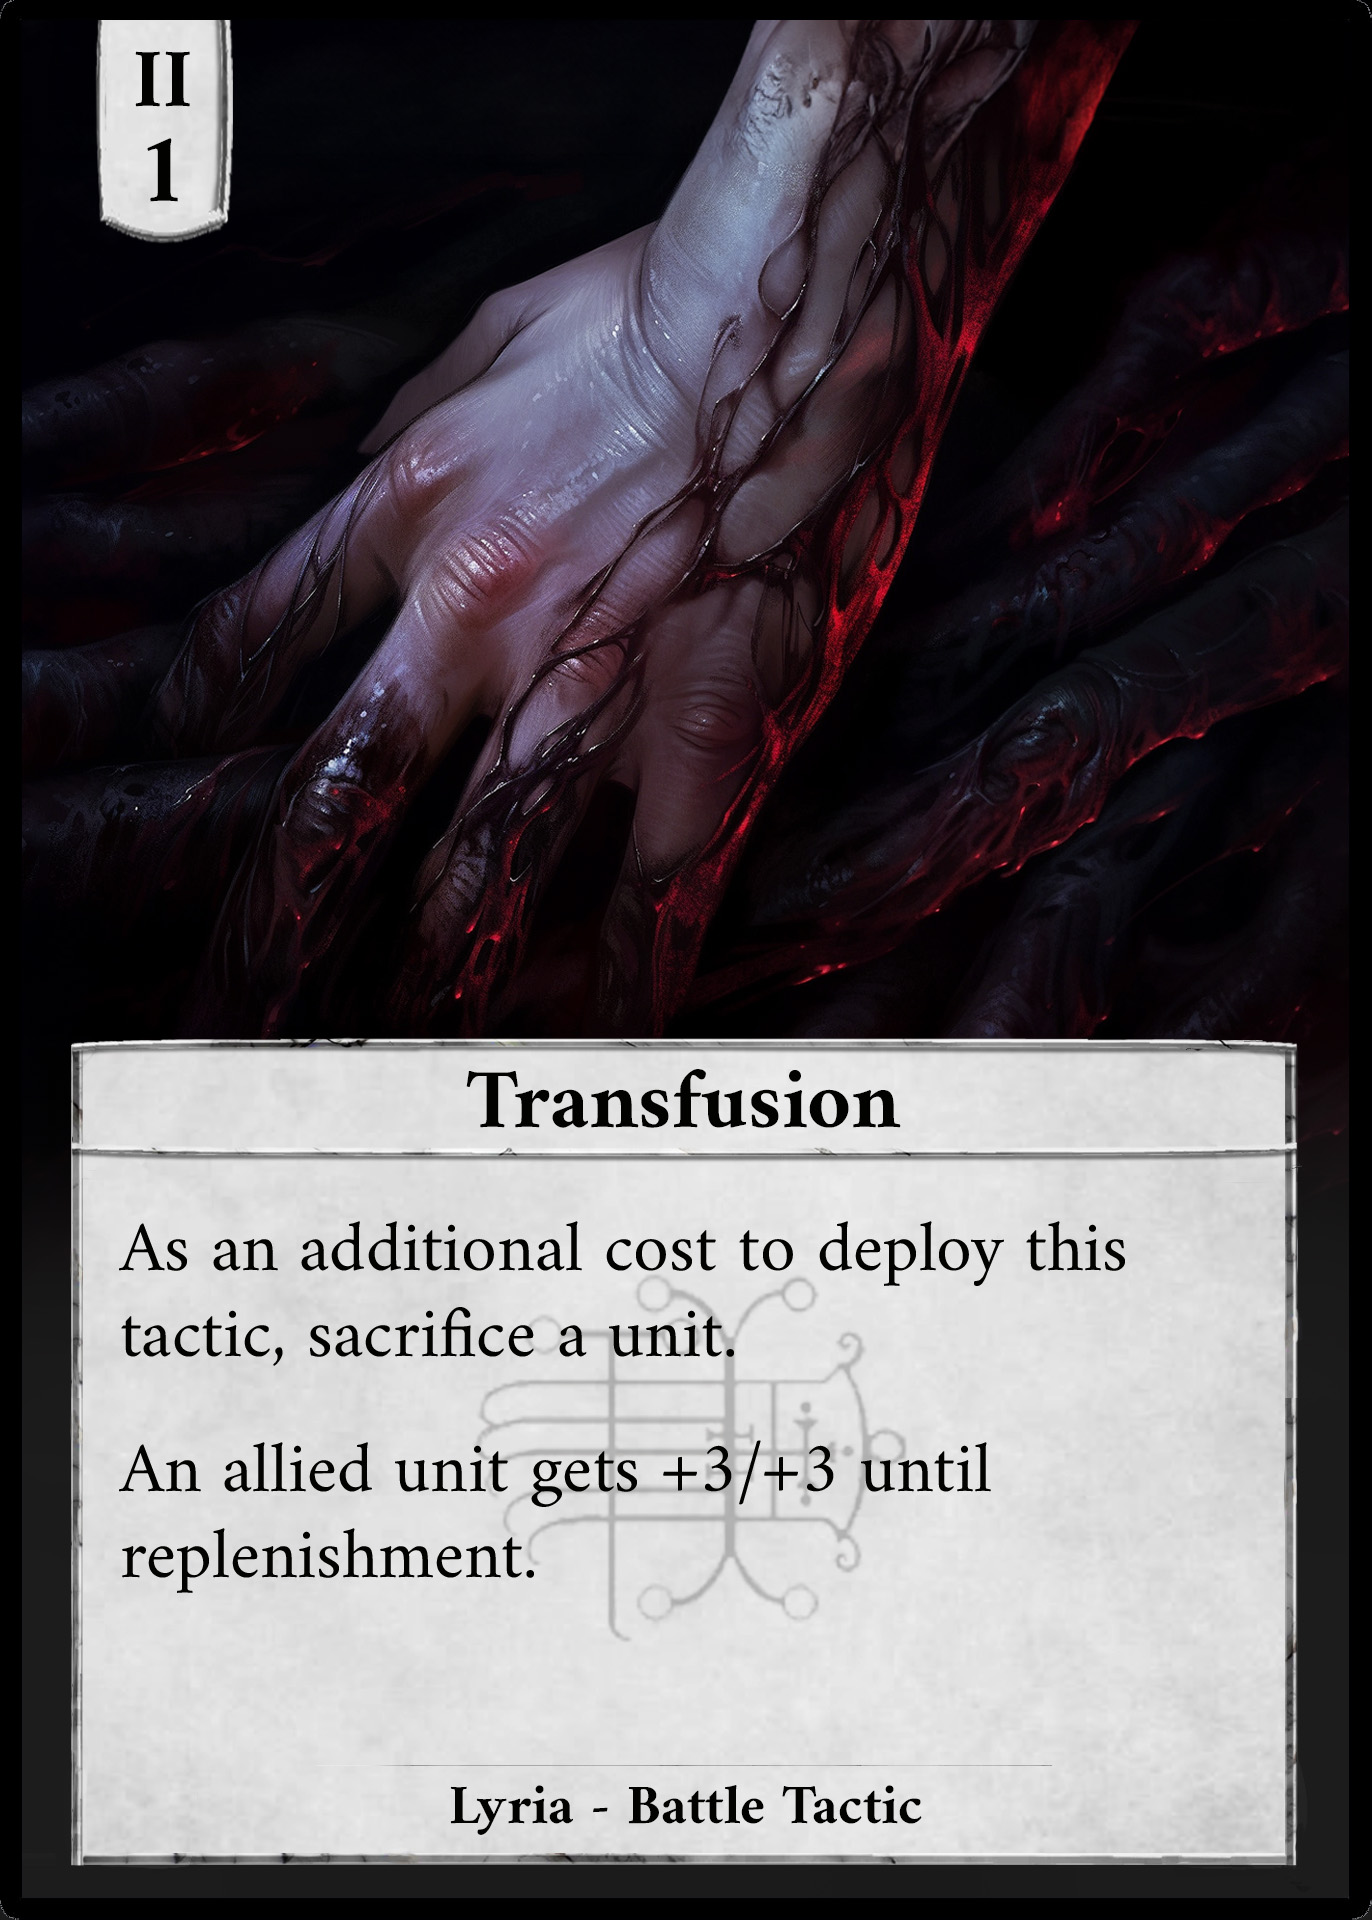 II
1
Transfusion
As an additional cost to deploy this
tactic, sacrifice a unit.
An allied unit gets +3/+3 until
replenishment.
Lyria - Battle Tactic